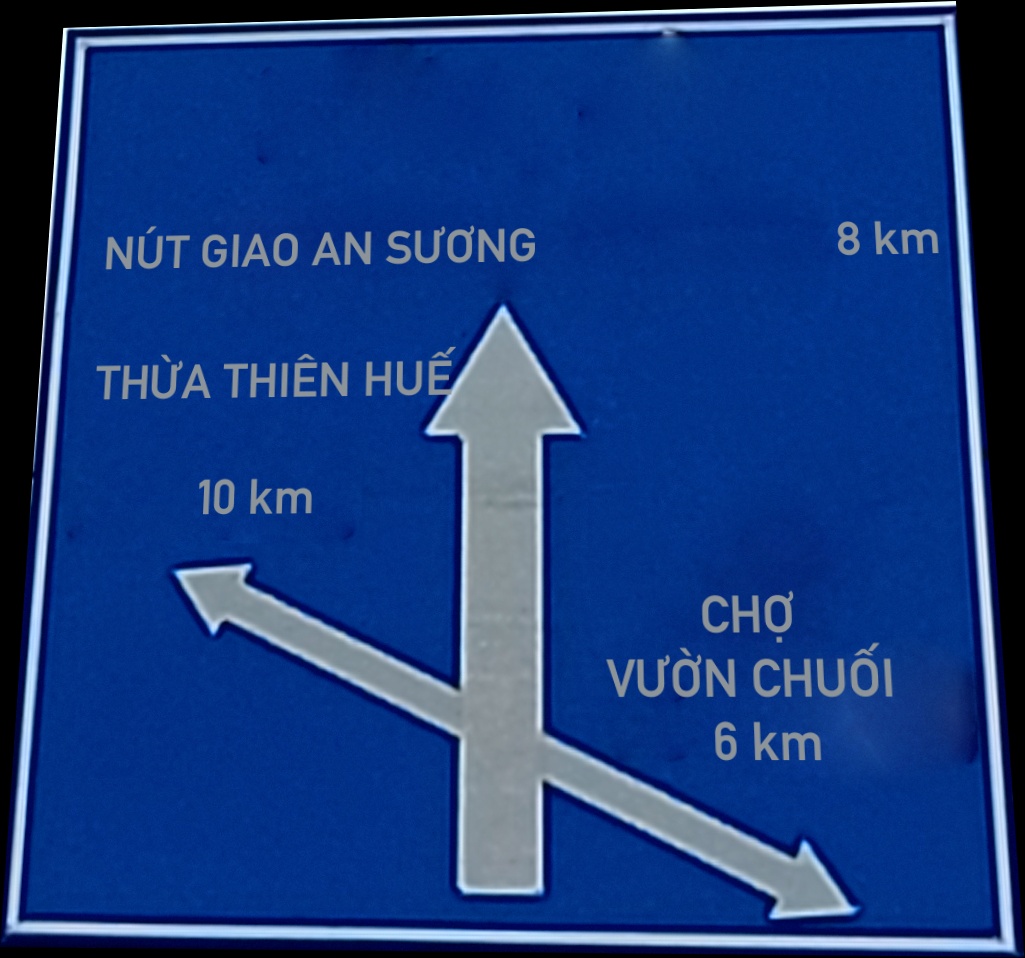 NÚT GIAO AN SƯƠNG 8 km
THỪA THIÊN HUẾ
10 km
CHỢ
VƯỜN CHUỐI
6 km